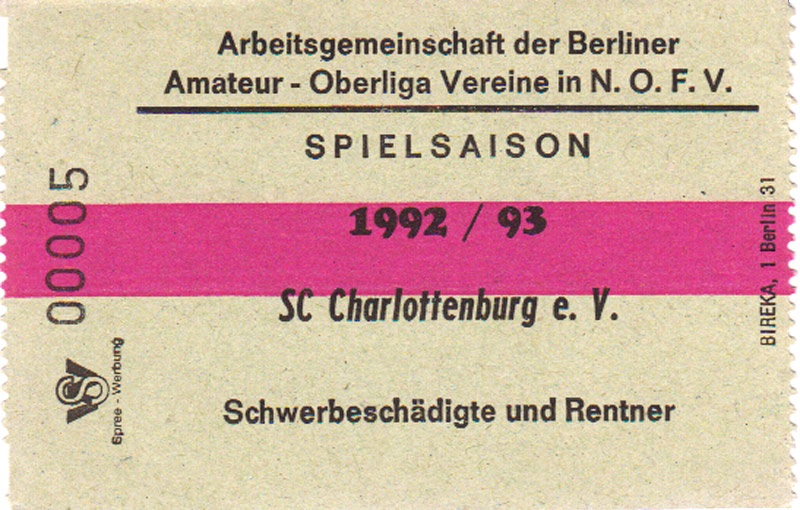 Arbeitsgemeinschaft der Berliner
Amateur - Oberliga Vereine in N. O. F. V.
SPIELSAISON
1992 / 93
SC Charlottenburg e. V.
Schwerbeschädigte und Rentner
00005
SW
Spree - Werbung
BIREKA, 1 Berlin 31